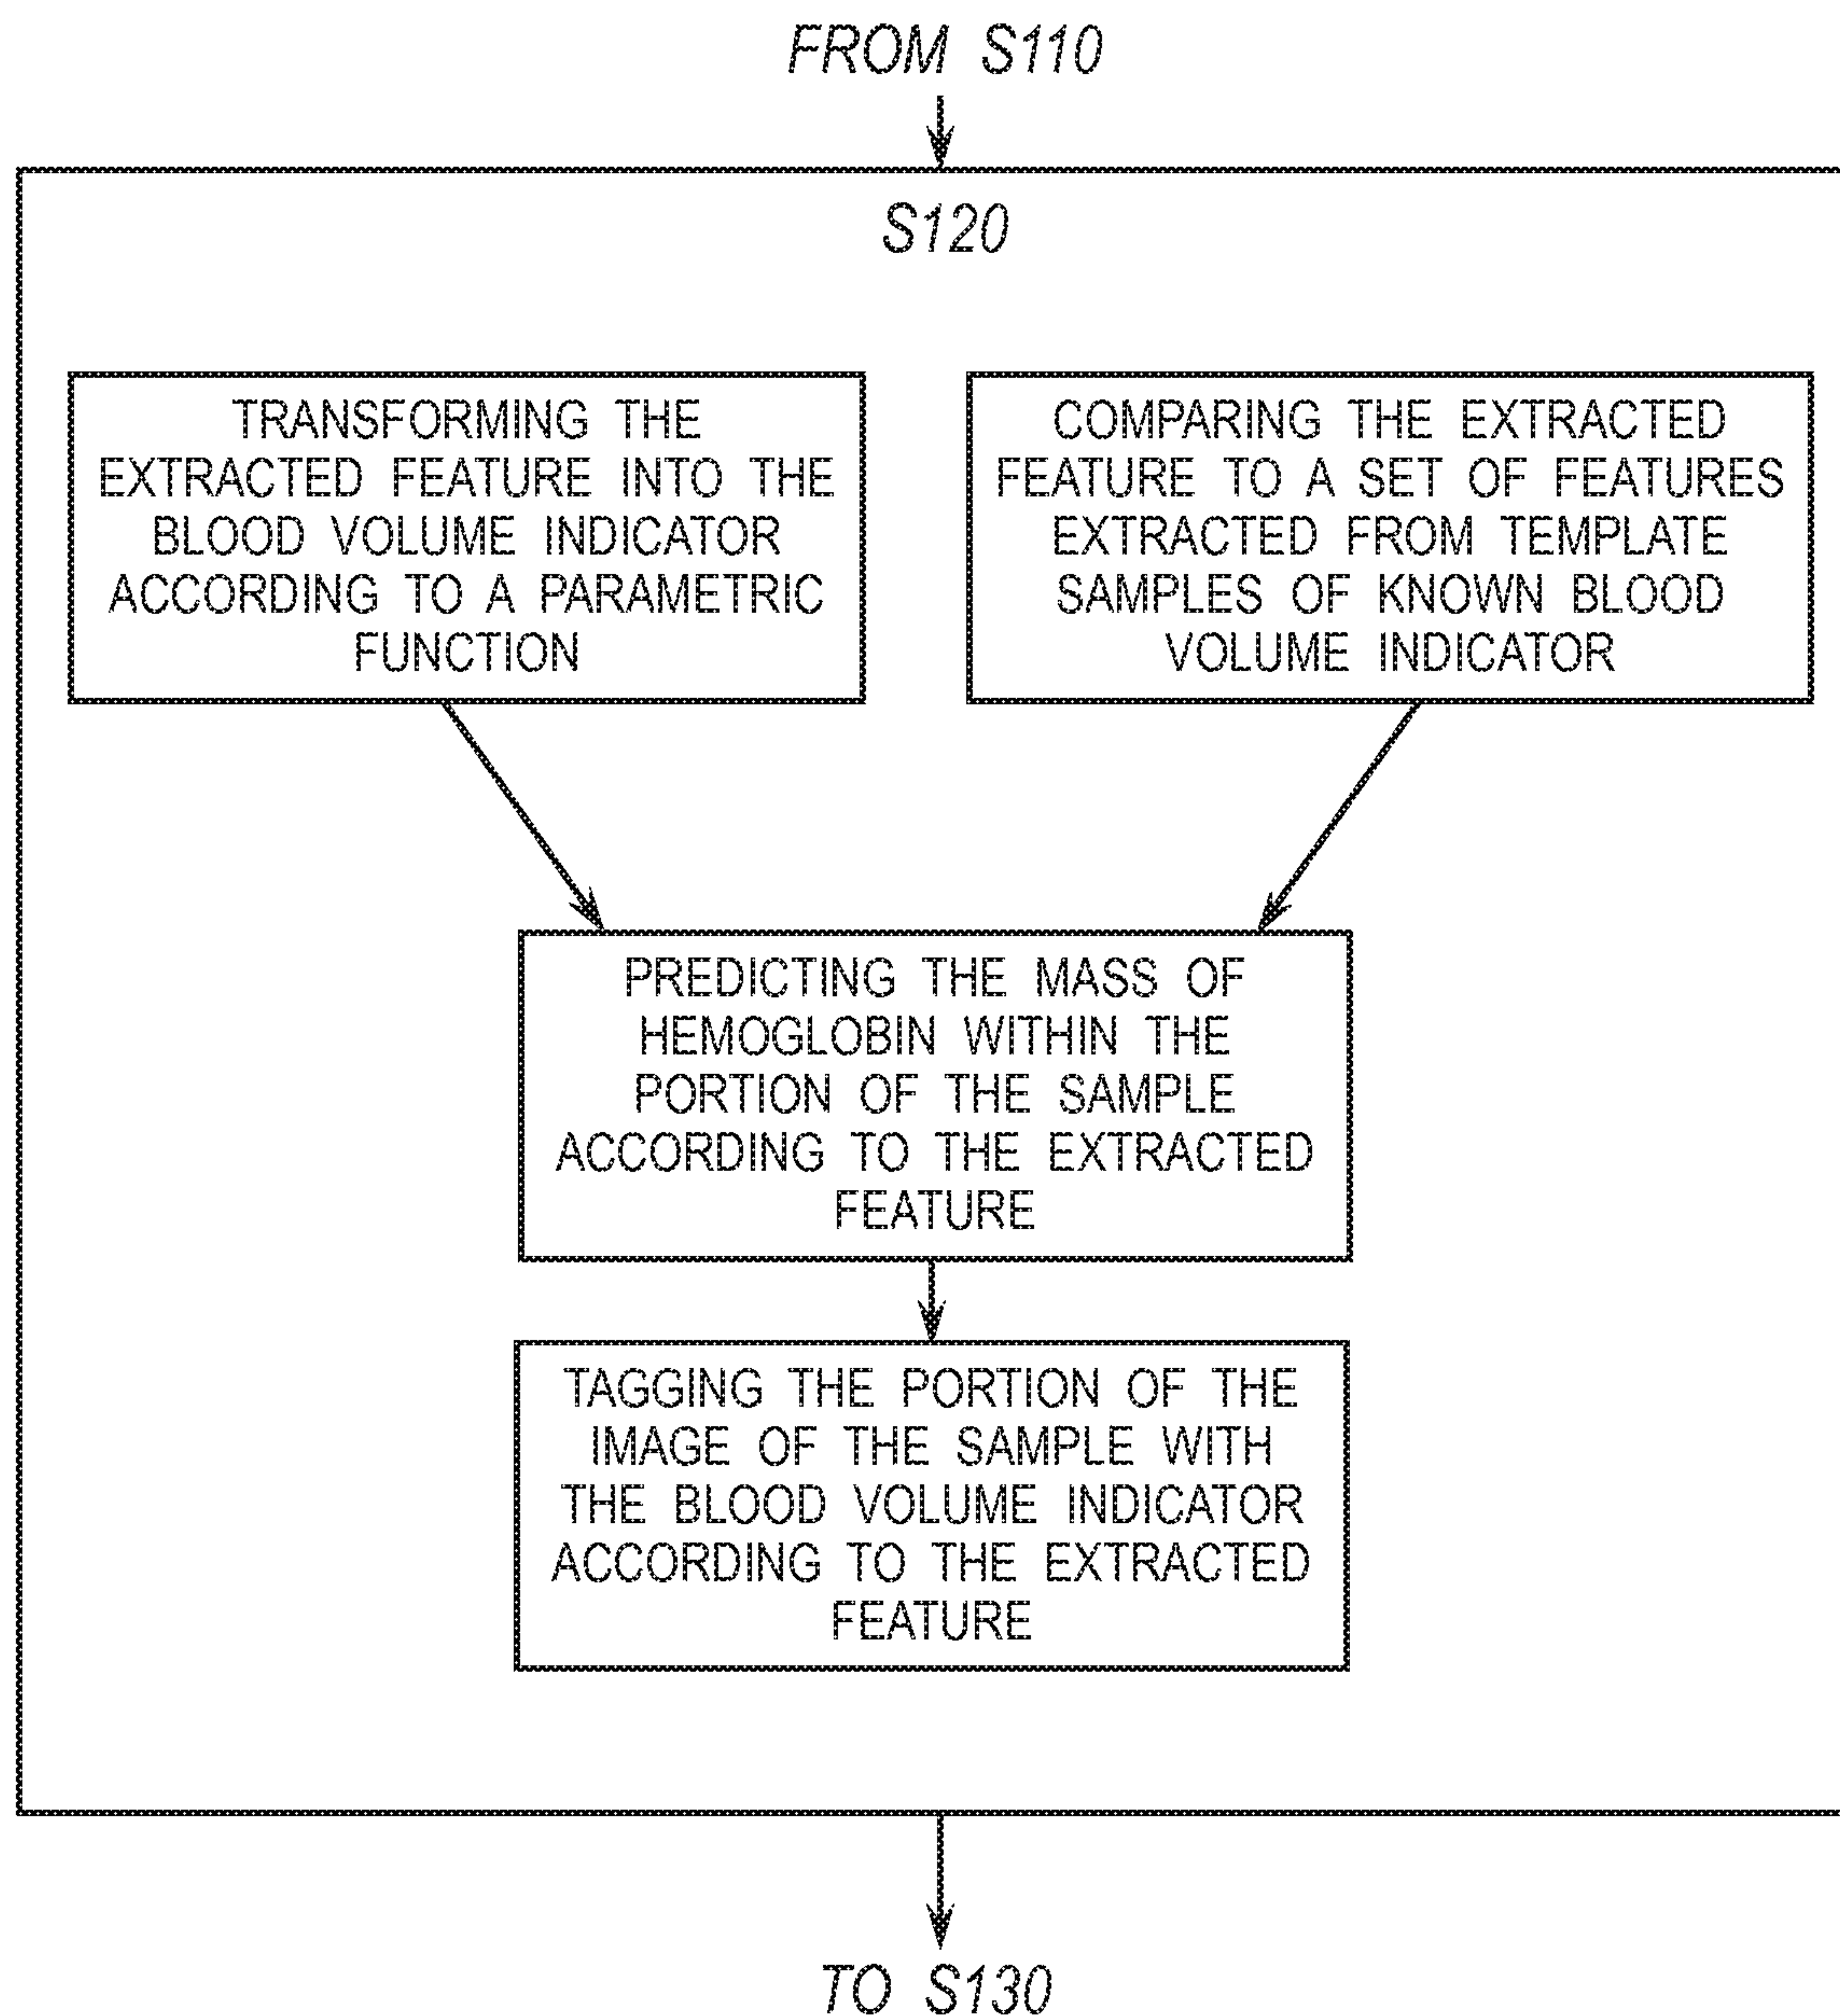 FROM S110
S120
TRANSFORMING THE
EXTRACTED FEATURE INTO THE
BLOOD VOLUME INDICATOR
ACCORDING TO A PARAMETRIC
FUNCTION
COMPARING THE EXTRACTED
FEATURE TO A SET OF FEATURES
EXTRACTED FROM TEMPLATE
SAMPLES OF KNOWN BLOOD
VOLUME INDICATOR
PREDICTING THE MASS OF
HEMOGLOBIN WITHIN THE
PORTION OF THE SAMPLE
ACCORDING TO THE EXTRACTED
FEATURE
TAGGING THE PORTION OF THE
IMAGE OF THE SAMPLE WITH
THE BLOOD VOLUME INDICATOR
ACCORDING TO THE EXTRACTED
FEATURE
TO S130